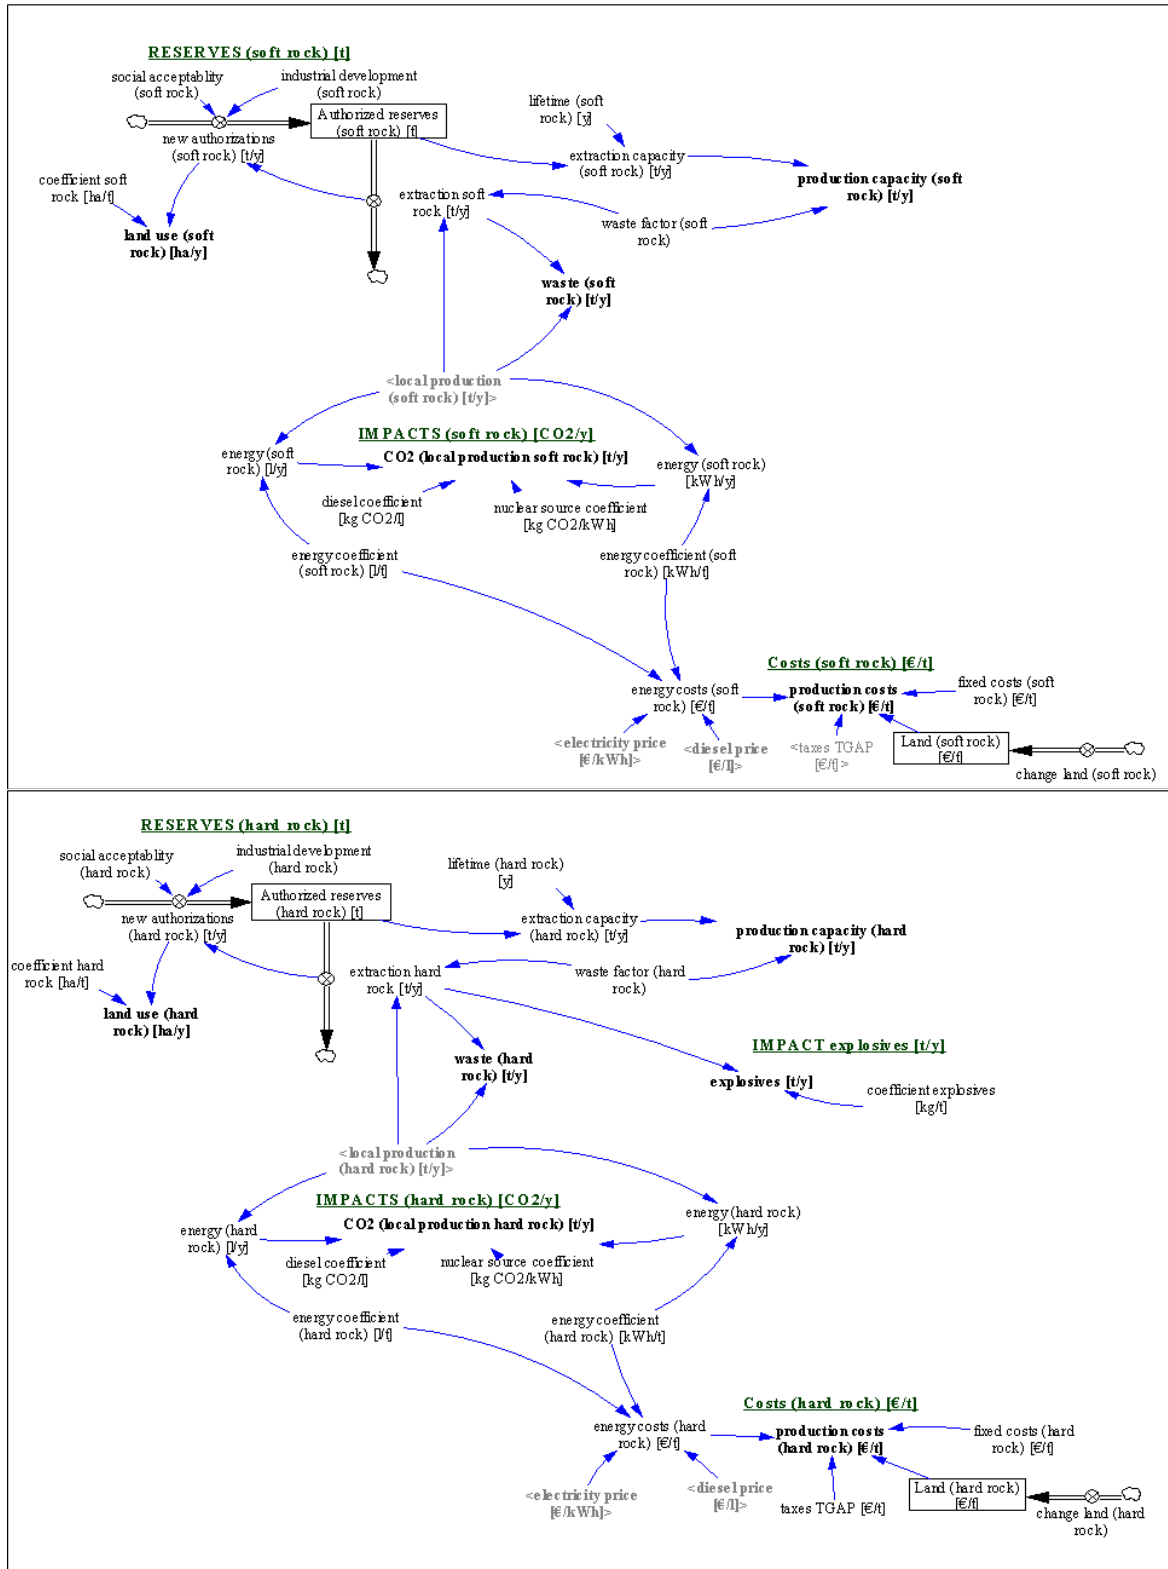 RESERVES (soft rock) [t]
social acceptablity
(soft rock)
industrial development
(soft rock)
Authorized reserves
(soft rock) [t]
lifetime (soft
rock) [y]
new authorizations
(soft rock) [t/y]
extraction capacity
(soft rock) [t/y]
production capacity (soft
rock) [t/y]
coefficient soft
rock [ha/t]
extraction soft
rock [t/y]
waste factor (soft
rock)
land use (soft
rock) [ha/y]
waste (soft
rock) [t/y]
<local production
(soft rock) [t/y]>
IMPACTS (soft rock) [CO2/y]
energy (soft
rock) [l/y]
CO2 (local production soft rock) [t/y]
energy (soft rock)
[kWh/y]
diesel coefficient
[kg CO2/l]
nuclear source coefficient
[kg CO2/kWh]
energy coefficient
(soft rock) [l/t]
energy coefficient (soft
rock) [kWh/t]
Costs (soft rock) [€/t]
energy costs (soft
rock) [€/t]
production costs
(soft rock) [€/t]
fixed costs (soft
rock) [€/t]
<electricity price
[€/kWh]>
<diesel price
[€/l]>
<taxes TGAP
[€/t]>
Land (soft rock)
[€/t]
change land (soft rock)
RESERVES (hard rock) [t]
social acceptablity
(hard rock)
industrial development
(hard rock)
Authorized reserves
(hard rock) [t]
lifetime (hard rock)
[y]
new authorizations
(hard rock) [t/y]
extraction capacity
(hard rock) [t/y]
production capacity (hard
rock) [t/y]
coefficient hard
rock [ha/t]
extraction hard
rock [t/y]
waste factor (hard
rock)
land use (hard
rock) [ha/y]
waste (hard
rock) [t/y]
IMPACT explosives [t/y]
explosives [t/y]
coefficient explosives
[kg/t]
<local production
(hard rock) [t/y]>
IMPACTS (hard rock) [CO2/y]
energy (hard
rock) [l/y]
CO2 (local production hard rock) [t/y]
energy (hard rock)
[kWh/y]
diesel coefficient
[kg CO2/l]
nuclear source coefficient
[kg CO2/kWh]
energy coefficient
(hard rock) [l/t]
energy coefficient
(hard rock) [kWh/t]
Costs (hard rock) [€/t]
energy costs (hard
rock) [€/t]
production costs
(hard rock) [€/t]
fixed costs (hard
rock) [€/t]
<electricity price
[€/kWh]>
<diesel price
[€/l]>
taxes TGAP [€/t]
Land (hard rock)
[€/t]
change land (hard
rock)